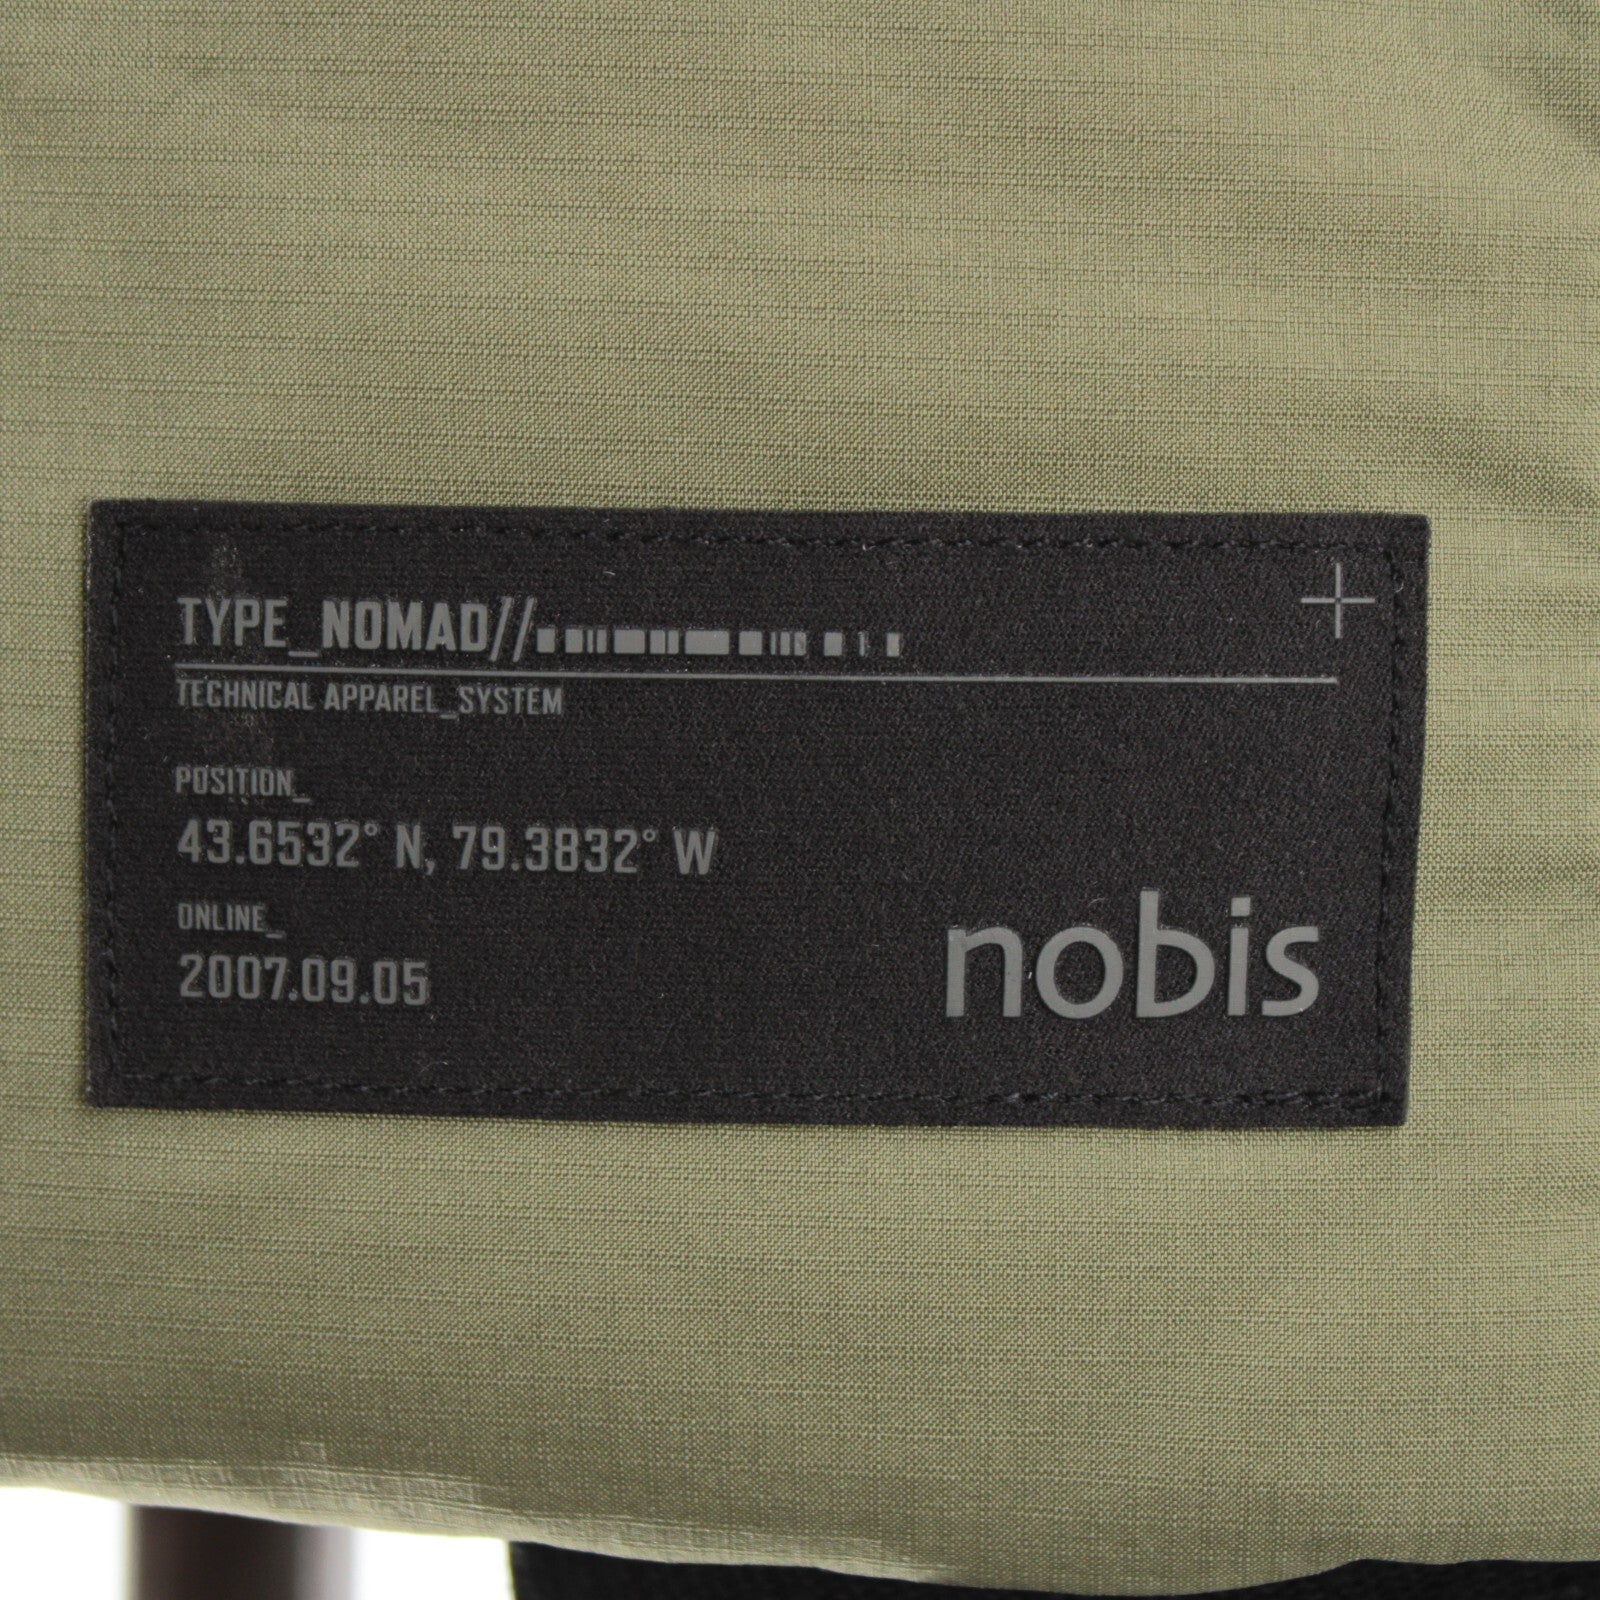 TYPE_NOMAD//
TECHNICAL APPAREL_SYSTEM
POSITION_
43.6532° N, 79.3832° W
ONLINE_
2007.09.05
nobis